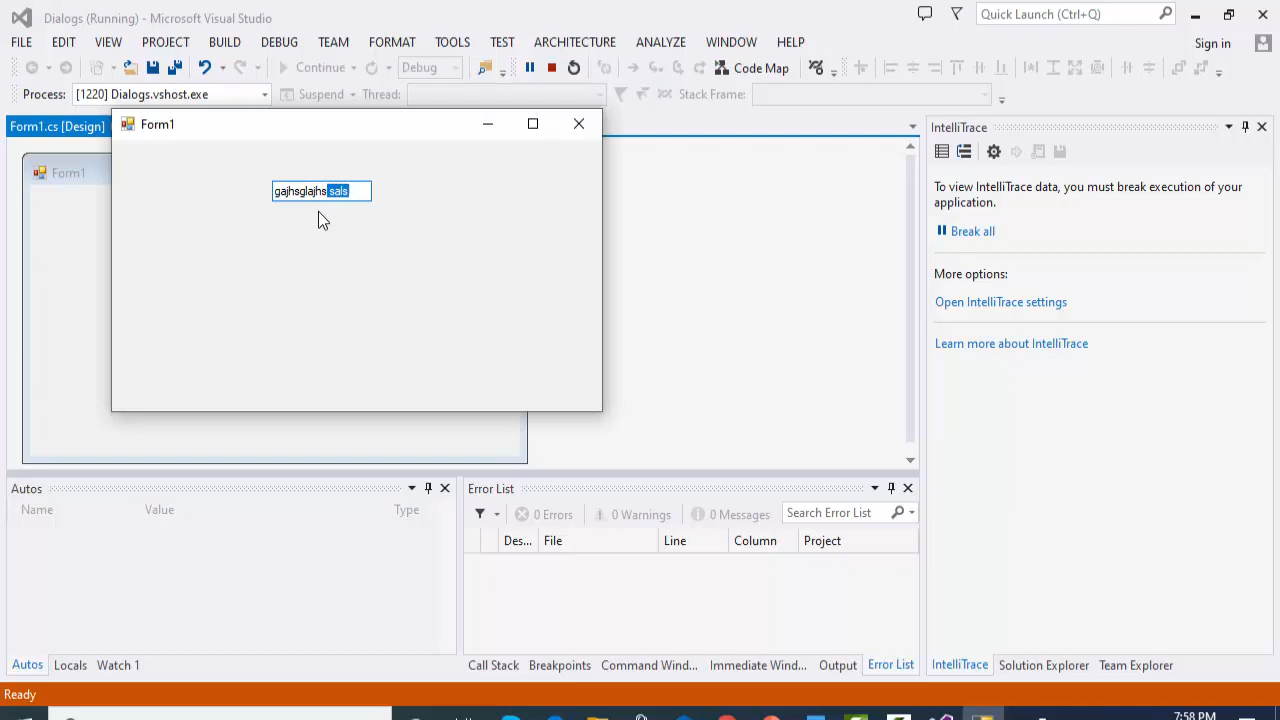 Dialogs (Running) - Microsoft Visual Studio
Quick Launch (Ctrl+Q)
FILE EDIT VIEW PROJECT BUILD DEBUG TEAM FORMAT TOOLS TEST ARCHITECTURE ANALYZE WINDOW HELP
Sign in
Continue Debug Code Map
Process: [1220] Dialogs.vshost.exe Suspend Thread: Stack Frame:
Form1.cs [Design]
Form1
Form1
gajhsglajhs sals
IntelliTrace
To view IntelliTrace data, you must break execution of your
application.
Break all
More options:
Open IntelliTrace settings
Learn more about IntelliTrace
Autos
Name Value Type
Error List
0 Errors 0 Warnings 0 Messages Search Error List
Des... File Line Column Project
Autos Locals Watch 1
Call Stack Breakpoints Command Wind... Immediate Wind... Output Error List
IntelliTrace Solution Explorer Team Explorer
Ready
7:58 PM